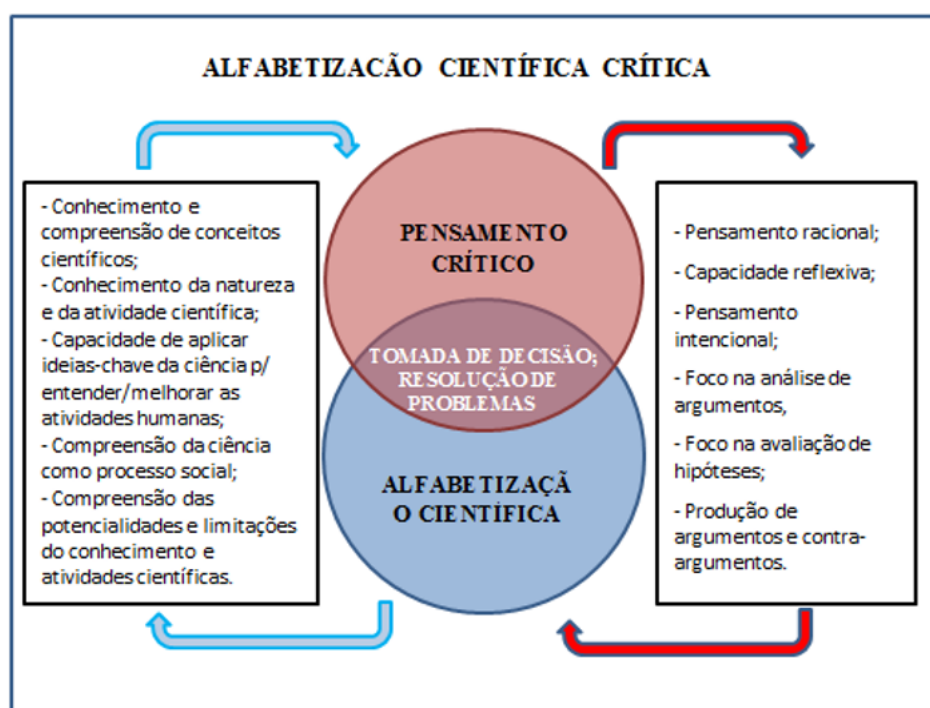 ALFABETIZACÃO CIENTÍFICA CRÍTICA
- Conhecimento e
compreensão de conceitos
científicos;
- Conhecimento da natureza
e da atividade científica;
- Capacidade de aplicar
ideias-chave da ciência p/
entender/melhorar as
atividades humanas;
- Compreensão da ciência
como processo social;
- Compreensão das
potencialidades e limitações
do conhecimento e
atividades científicas.
PENSAMENTO
CRÍTICO
TOMADA DE DECISÃO;
RESOLUÇÃO DE
PROBLEMAS
ALFABETIZAÇÃ
O CIENTÍFICA
- Pensamento racional;
- Capacidade reflexiva;
- Pensamento
intencional;
- Foco na análise de
argumentos,
- Foco na avaliação de
hipóteses;
- Produção de
argumentos e contra-
argumentos.